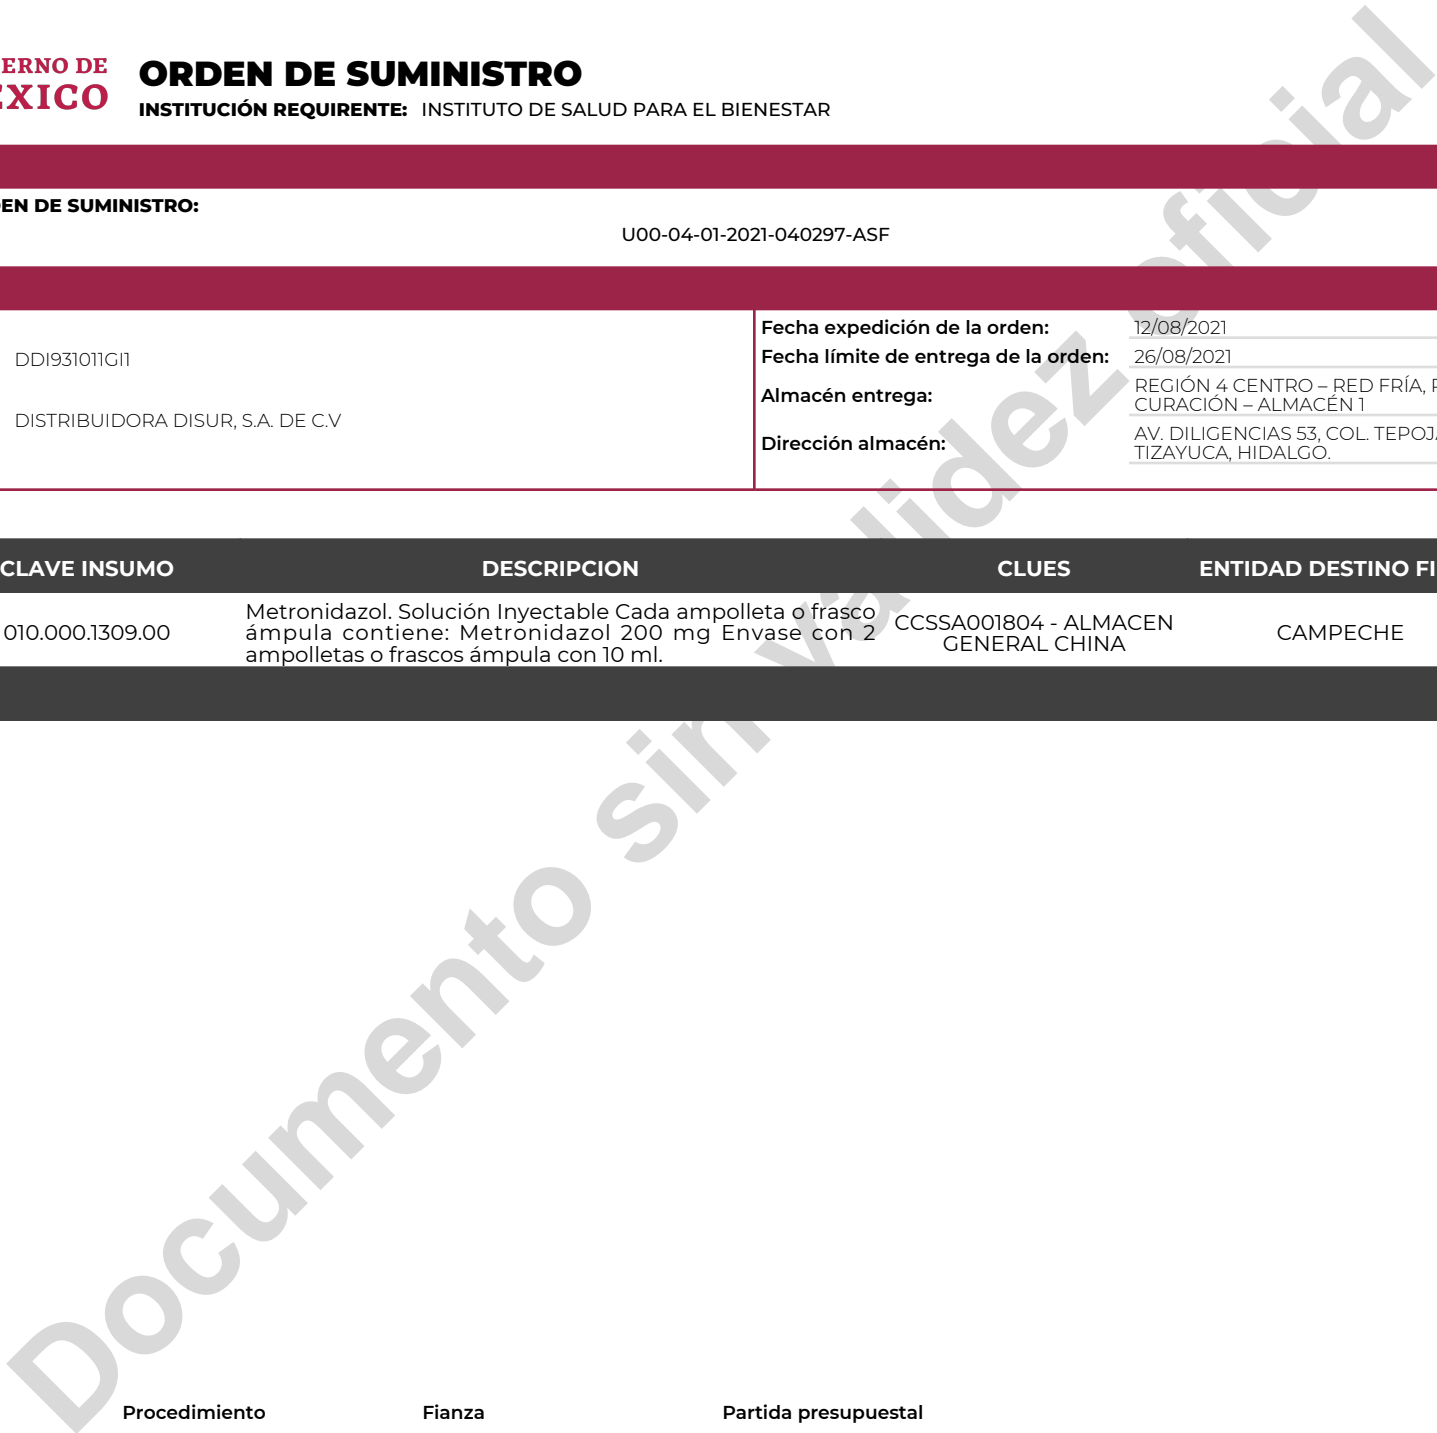 ERNO DE
EXICO
ORDEN DE SUMINISTRO
INSTITUCIÓN REQUIRENTE: INSTITUTO DE SALUD PARA EL BIENESTAR
EN DE SUMINISTRO:
U00-04-01-2021-040297-ASF
DDI931011GI1
DISTRIBUIDORA DISUR, S.A. DE C.V
Fecha expedición de la orden: 12/08/2021
Fecha límite de entrega de la orden: 26/08/2021
Almacén entrega: REGIÓN 4 CENTRO – RED FRÍA,
CURACIÓN – ALMACÉN 1
Dirección almacén: AV. DILIGENCIAS 53, COL. TEPOJ
TIZAYUCA, HIDALGO.
CLAVE INSUMO DESCRIPCION CLUES ENTIDAD DESTINO FI
010.000.1309.00
Metronidazol. Solución Inyectable Cada ampolleta o frasco
ámpula contiene: Metronidazol 200 mg Envase con 2
ampolletas o frascos ámpula con 10 ml.
CCSSA001804 - ALMACEN
GENERAL CHINA
CAMPECHE
Documento sin validez oficial
Procedimiento Fianza Partida presupuestal